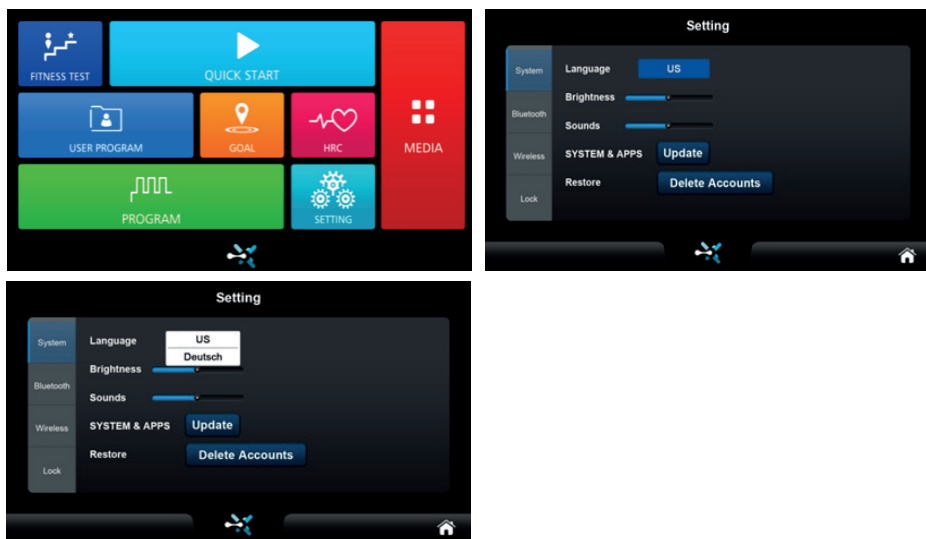 FITNESS TEST
QUICK START
USER PROGRAM
GOAL
HRC
MEDIA
PROGRAM
SETTING
Setting
System
Language
US
Brightness
Bluetooth
Sounds
Wireless
SYSTEM & APPS
Update
Restore
Delete Accounts
Lock
Setting
System
Language
US
Deutsch
Brightness
Bluetooth
Sounds
Wireless
SYSTEM & APPS
Update
Restore
Delete Accounts
Lock